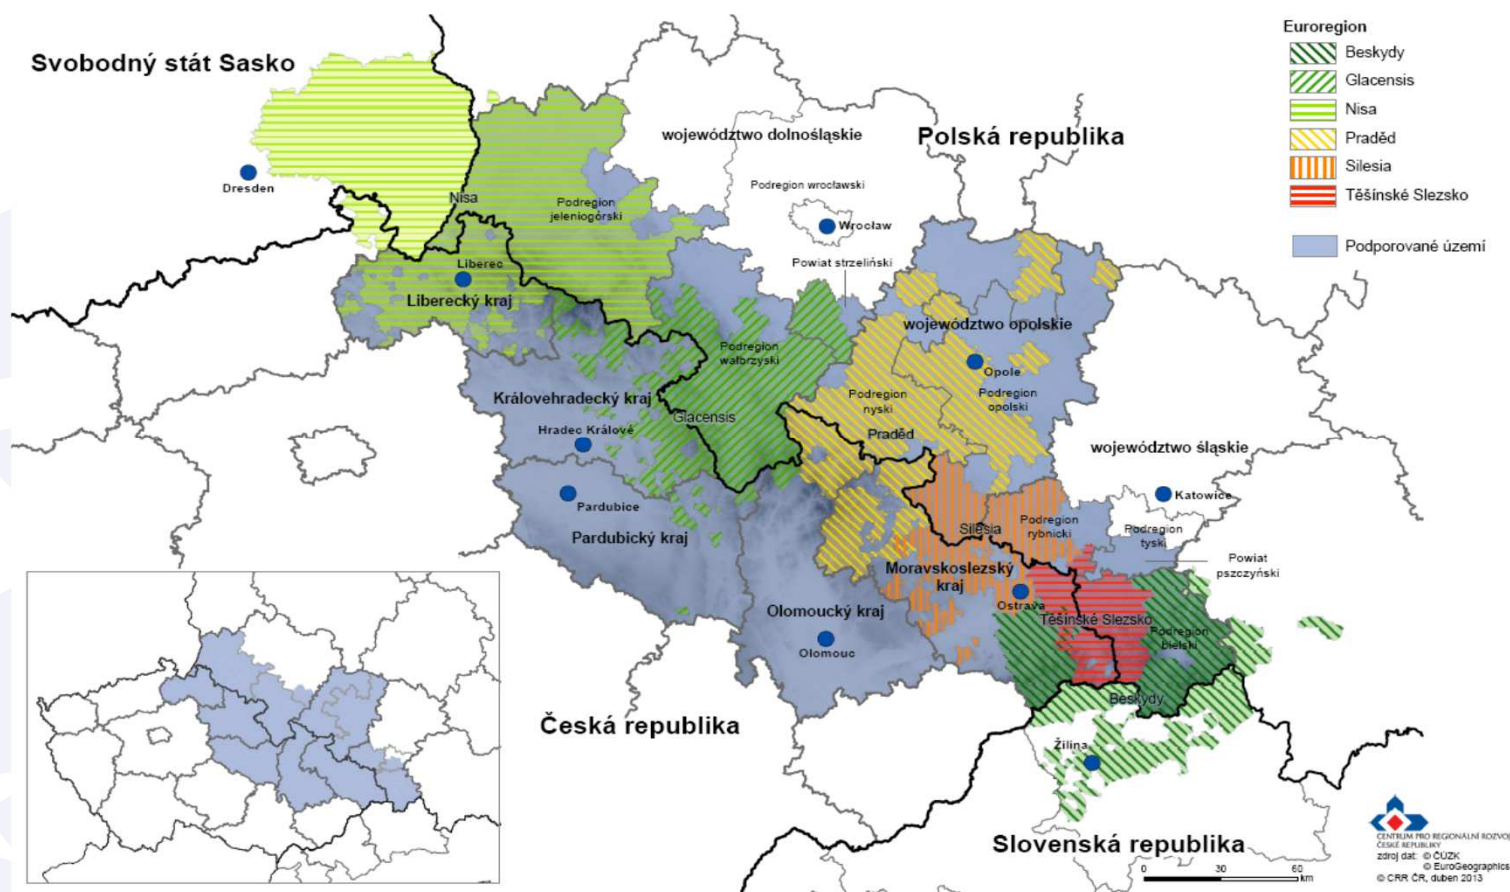 Svobodný stát Sasko
Euroregion
Beskydy
Glacensis
Nisa
Praděd
Silesia
Těšínské Slezsko
Podporované území
województwo dolnośląskie
Polská republika
Dresden
Nisa
Podregion
jeleniogórski
Podregion wrocławski
Wrocław
Powiat strzeliński
Liberec
Liberecký kraj
województwo opolskie
Podregion
wałbrzyski
Opole
Královehradecký kraj
Podregion
nyski
Podregion
opolski
Glacensis
Hradec Králové
Praděd
województwo śląskie
Pardubice
Katowice
Pardubický kraj
Silesia
Podregion
rybnicki
Podregion
tyski
Powiat
pszczyński
Moravskoslezský
kraj
Ostrava
Olomoucký kraj
Těšínské Slezsko
Podregion
bielski
Olomouc
Beskydy
Česká republika
Žilina
Slovenská republika
0 30 60
km
CENTRUM PRO REGIONÁLNÍ ROZVOJ
ČESKÉ REPUBLIKY
zdroj dat: © ČÚZK
© EuroGeographics
© CRR ČR, duben 2013